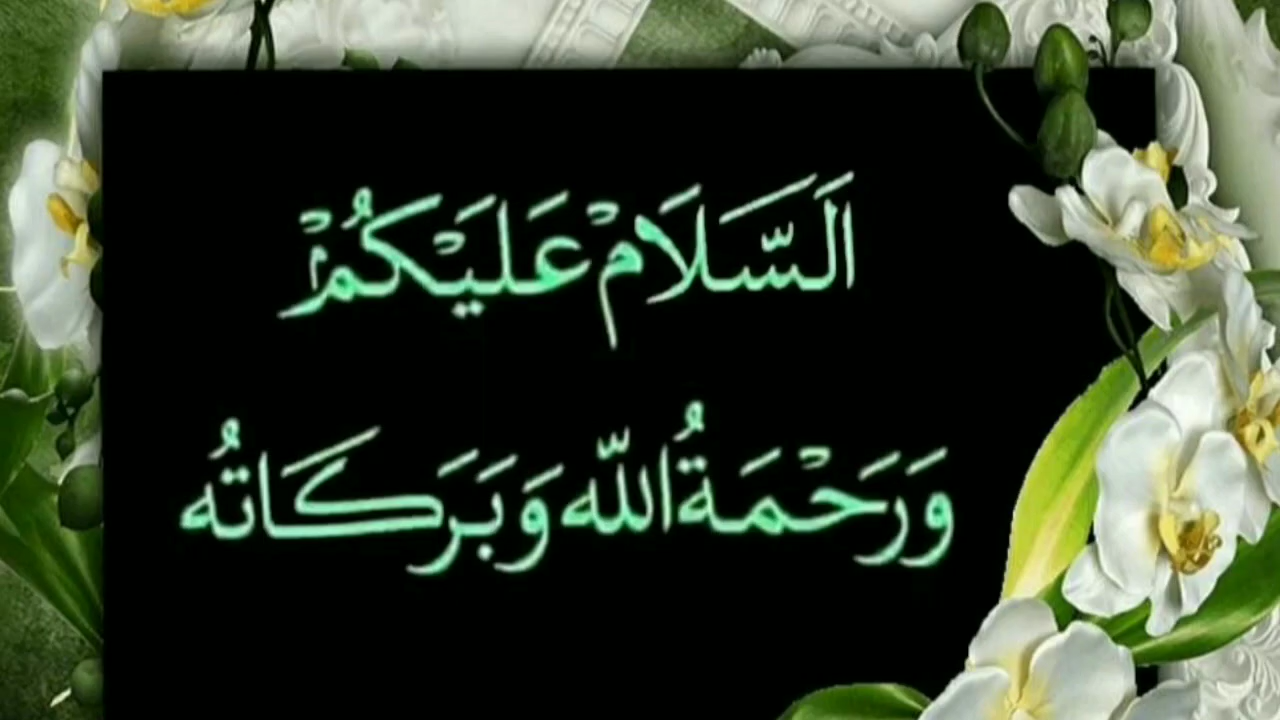 اَلسَّلَامْ عَلَيْكُمْ
وَرَحْمَةُ اللّه وَبَرَكَاتُه